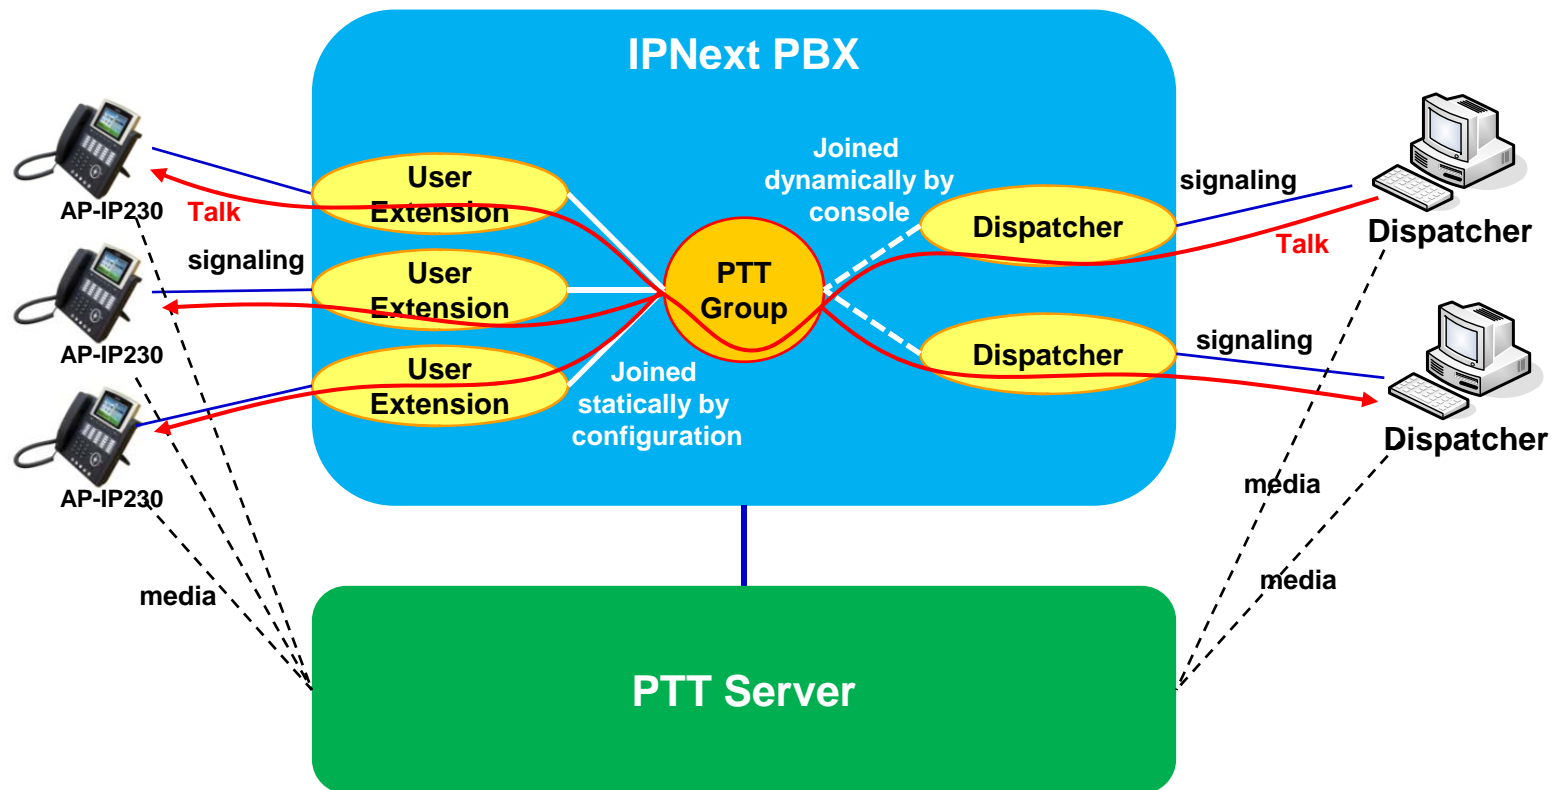 IPNext PBX
AP-IP230
Talk
User
Extension
Joined
dynamically by
console
signaling
Dispatcher
Dispatcher
Talk
signaling
AP-IP230
User
Extension
PTT
Group
User
Extension
Joined
statically by
configuration
Dispatcher
signaling
Dispatcher
AP-IP230
media
media
media
PTT Server